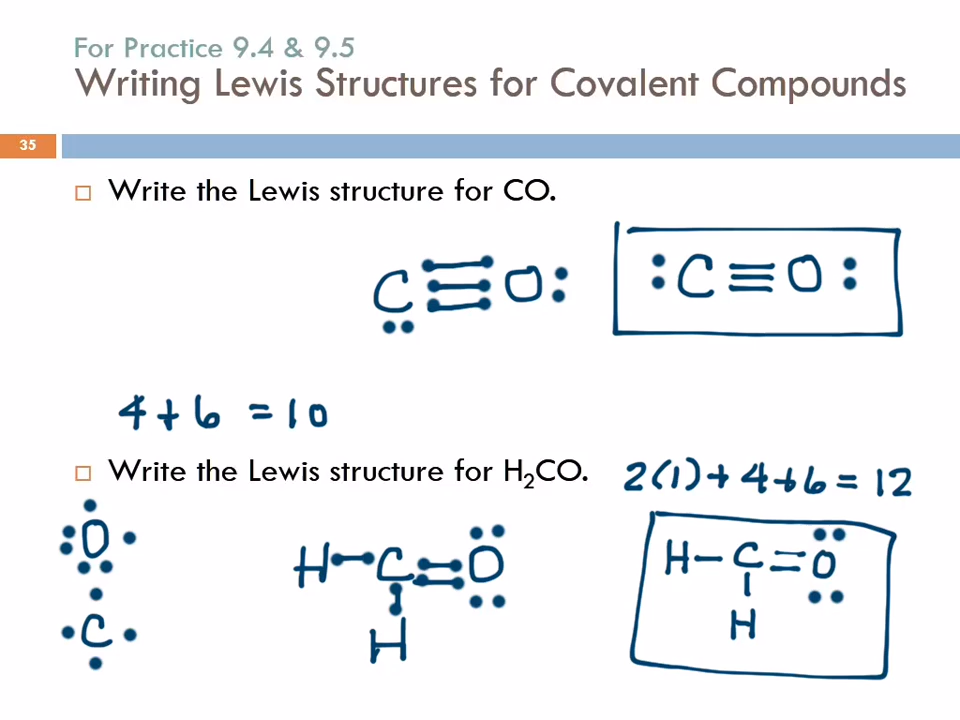 For Practice 9.4 & 9.5
Writing Lewis Structures for Covalent Compounds
35
Write the Lewis structure for CO.
C≡O:
:C≡O:
4+6 =10
Write the Lewis structure for H₂CO.
2(1)+4+6=12
O
C
H-C=O
H
H-C=O
H